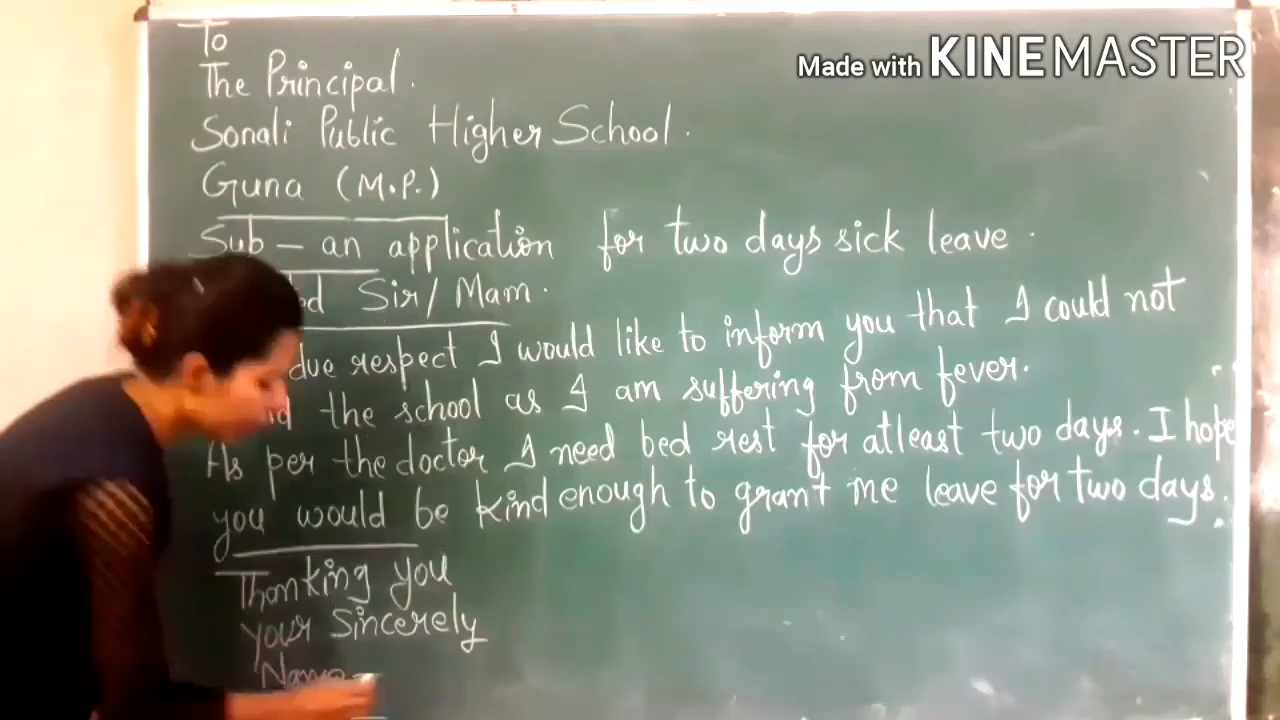 Made with KINEMASTER
To
The Principal.
Sonali Public Higher School.
Guna (M.P.)
Sub - an application for two days sick leave.
Sir/Mam.
due respect I would like to inform you that I could not
the school as I am suffering from fever.
As per the doctor I need bed rest for atleast two days. I hope
you would be kind enough to grant me leave for two days.
Thanking you
Your Sincerely
Name